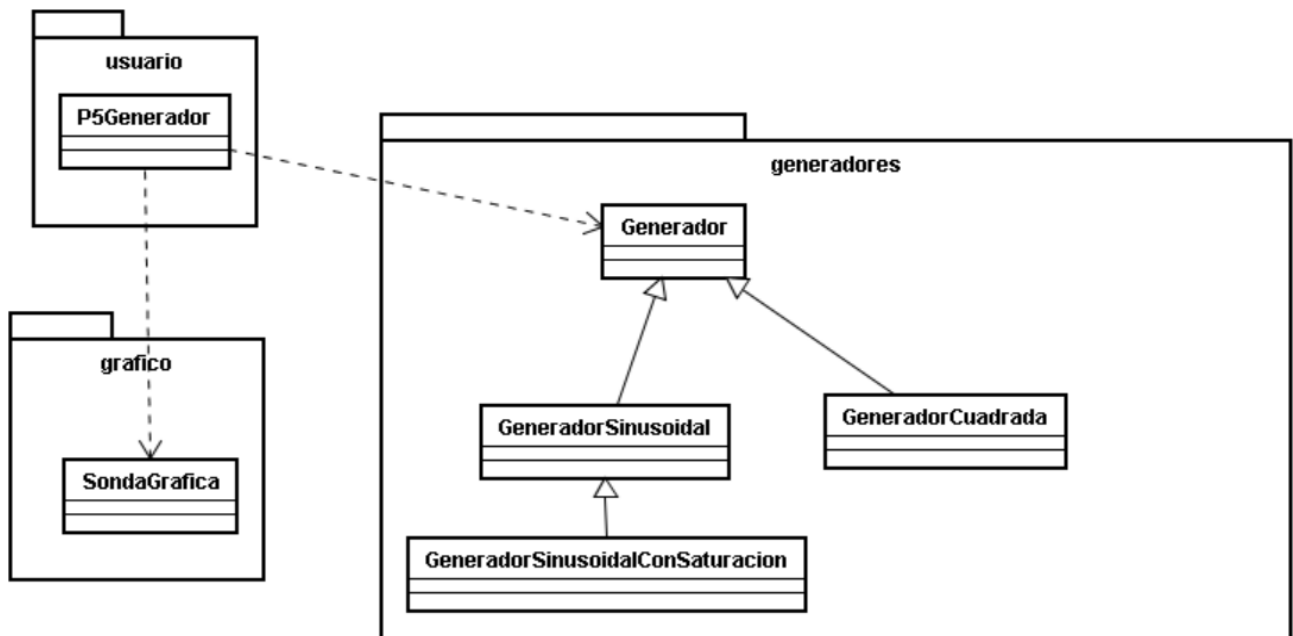 usuario
P5Generador
generadores
Generador
grafico
GeneradorSinusoidal
GeneradorCuadrada
SondaGrafica
GeneradorSinusoidalConSaturacion